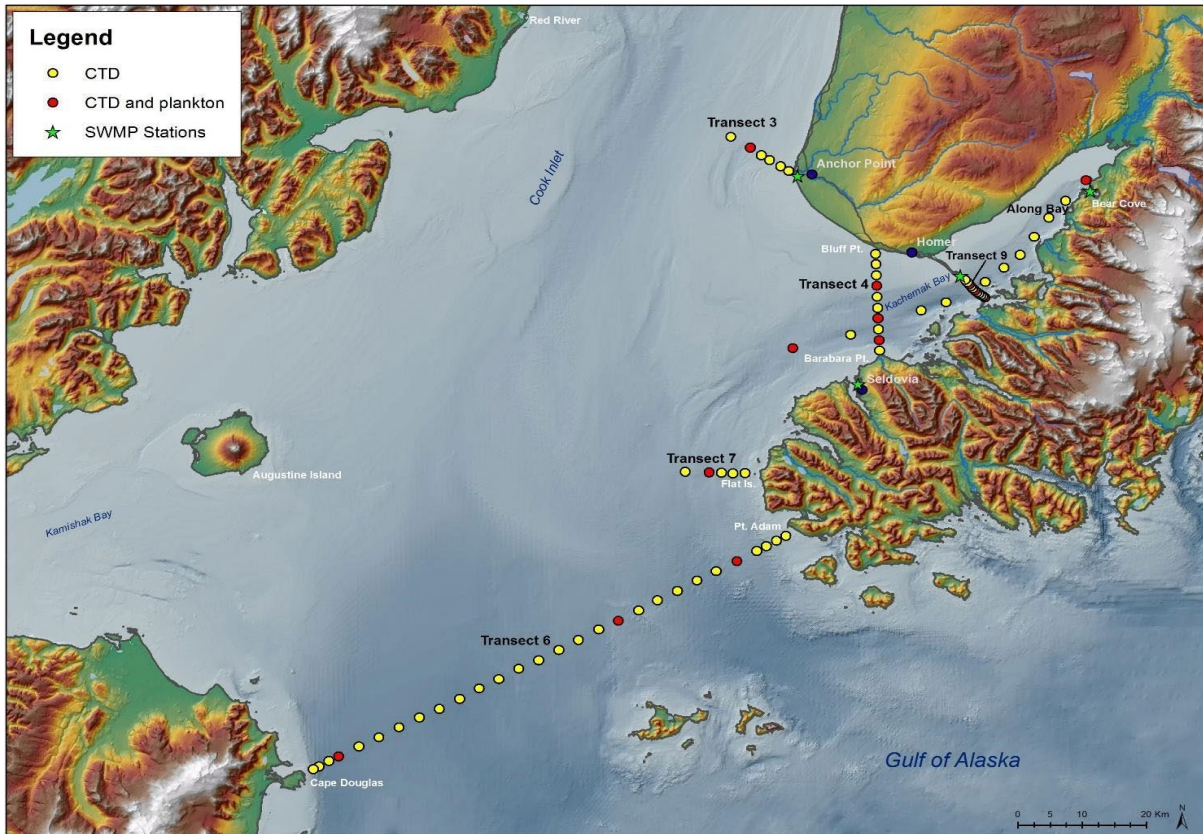 Legend
CTD
CTD and plankton
SWMP Stations
Red River
Cook Inlet
Transect 3
Anchor Point
Bear Cove
Along Bay
Bluff Pt.
Homer
Transect 9
Transect 4
Kachemak Bay
Barabara Pt.
Seldovia
Augustine Island
Transect 7
Flat Is.
Kamishak Bay
Pt. Adam
Transect 6
Cape Douglas
Gulf of Alaska
0 5 10 20 Km
N